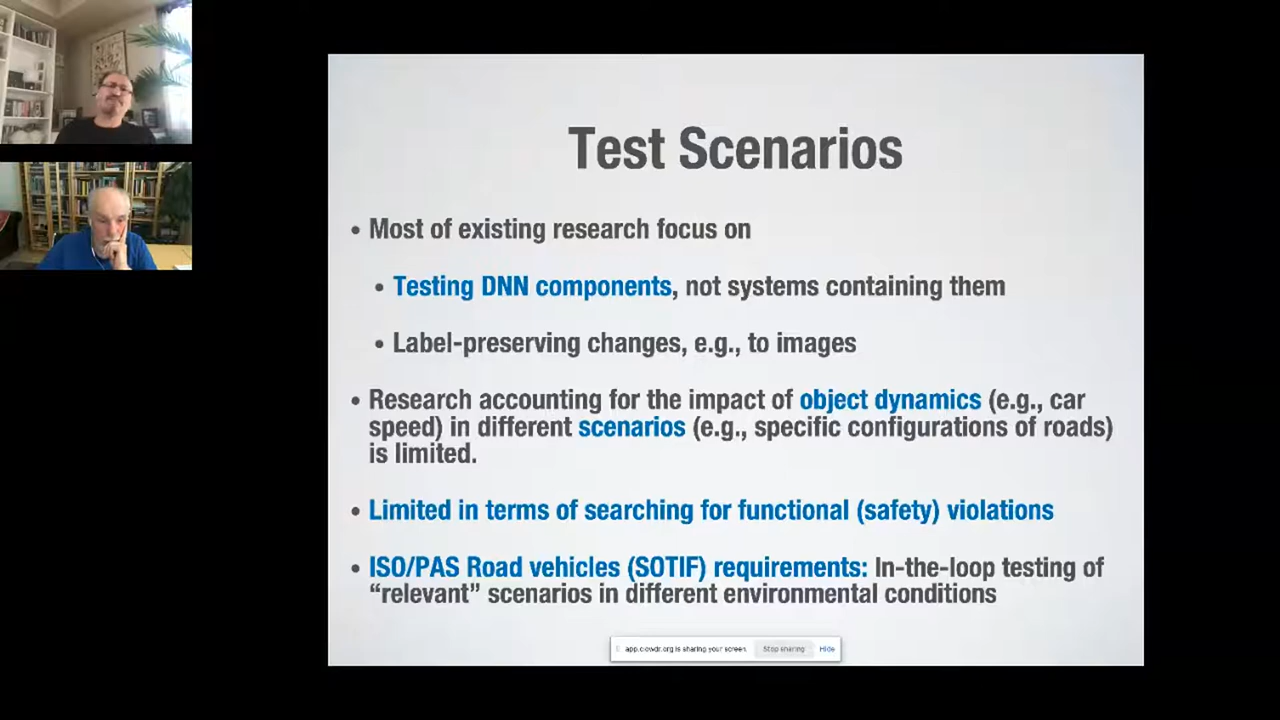 Test Scenarios
• Most of existing research focus on
• Testing DNN components, not systems containing them
• Label-preserving changes, e.g., to images
• Research accounting for the impact of object dynamics (e.g., car
speed) in different scenarios (e.g., specific configurations of roads)
is limited.
• Limited in terms of searching for functional (safety) violations
• ISO/PAS Road vehicles (SOTIF) requirements: In-the-loop testing of
“relevant” scenarios in different environmental conditions
app.clowdr.org is sharing your screen. Stop sharing Hide